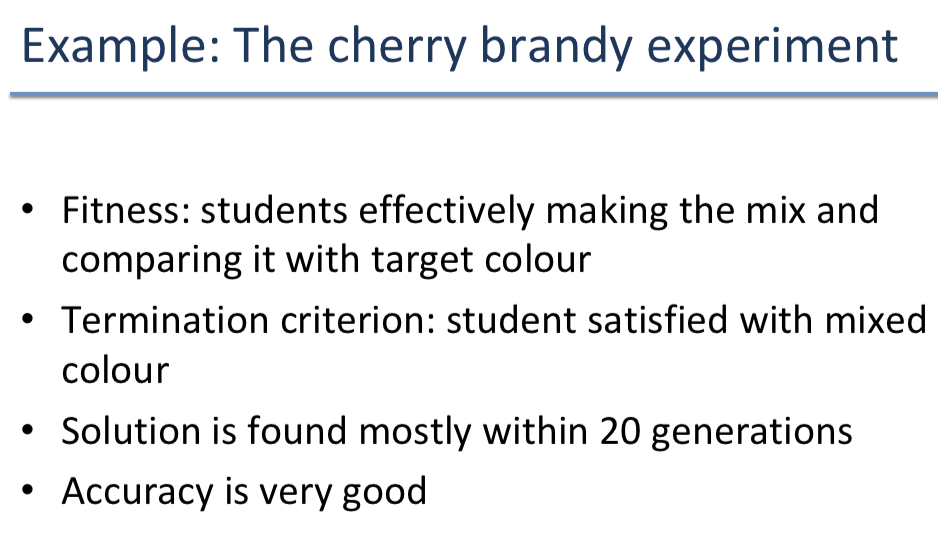 Example: The cherry brandy experiment
• Fitness: students effectively making the mix and
comparing it with target colour
• Termination criterion: student satisfied with mixed
colour
• Solution is found mostly within 20 generations
• Accuracy is very good